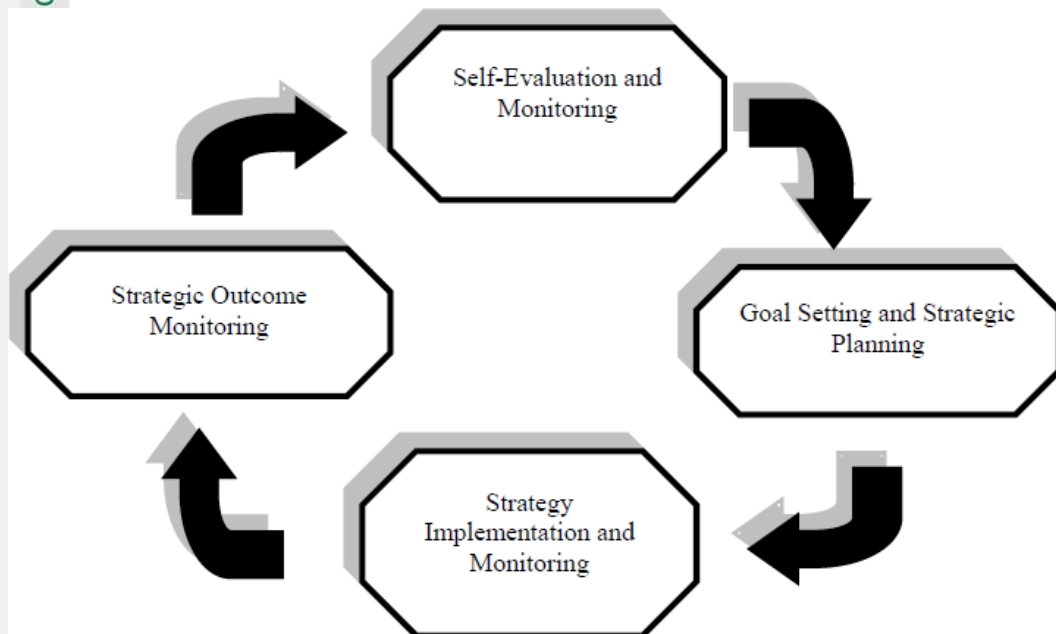 Self-Evaluation and
Monitoring
Goal Setting and Strategic
Planning
Strategy
Implementation and
Monitoring
Strategic Outcome
Monitoring